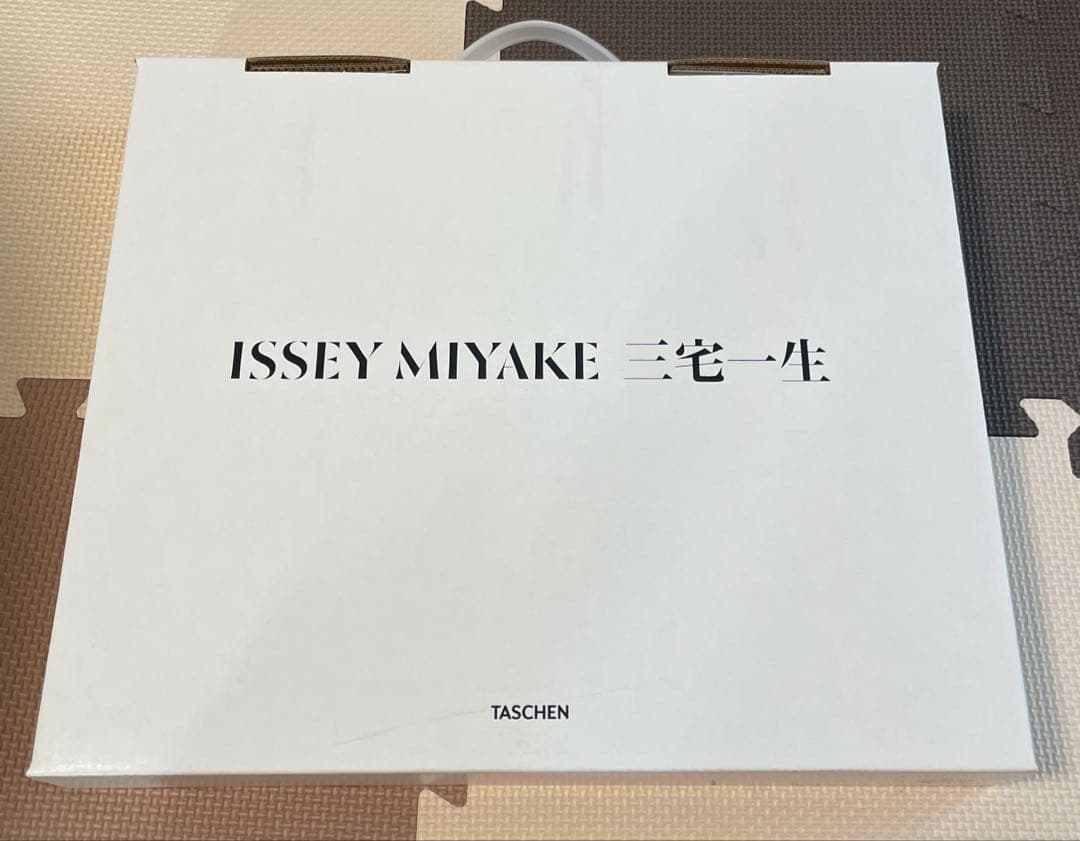 ISSEY MIYAKE 三宅一生
TASCHEN